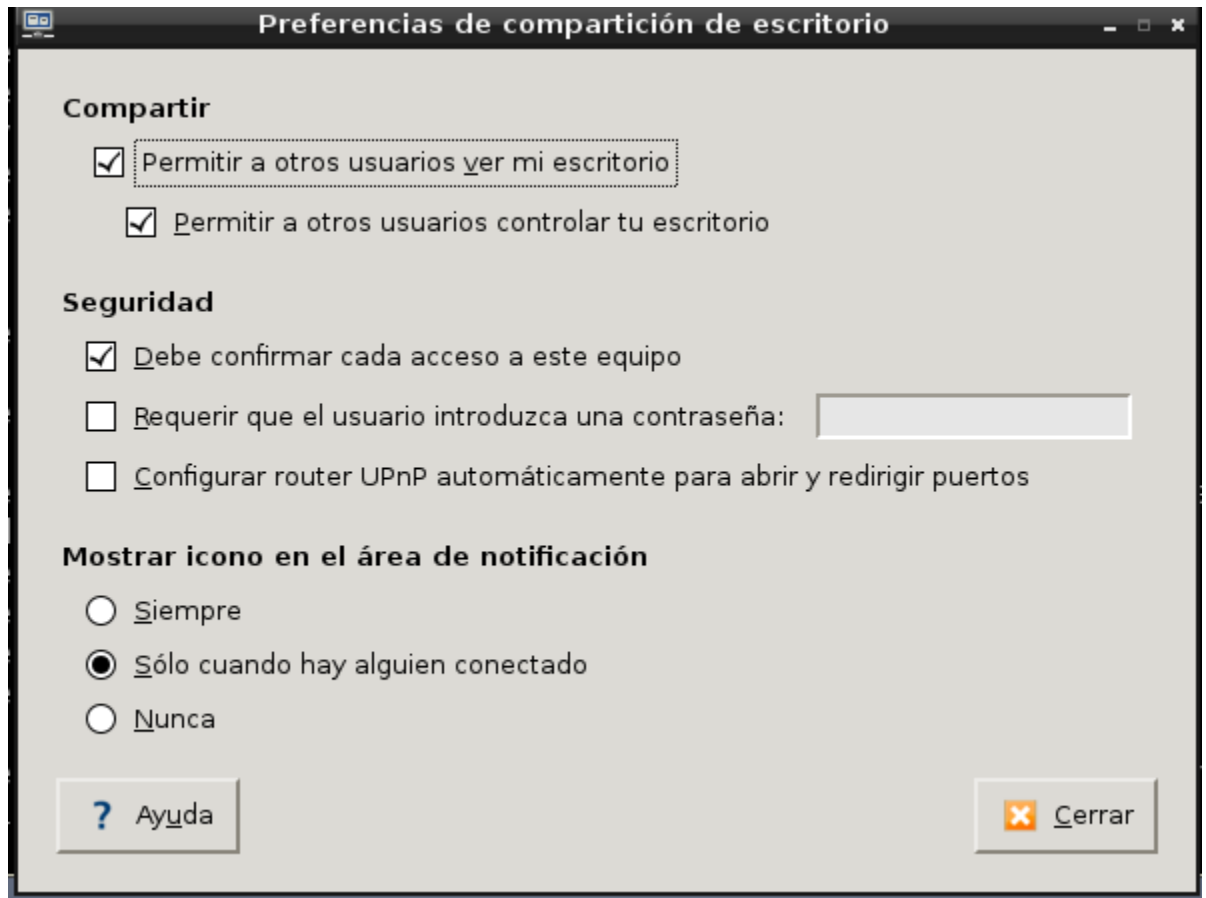 Preferencias de compartición de escritorio
Compartir
Permitir a otros usuarios ver mi escritorio
Permitir a otros usuarios controlar tu escritorio
Seguridad
Debe confirmar cada acceso a este equipo
Requerir que el usuario introduzca una contraseña:
Configurar router UPnP automáticamente para abrir y redirigir puertos
Mostrar icono en el área de notificación
Siempre
Sólo cuando hay alguien conectado
Nunca
? Ayuda
Cerrar